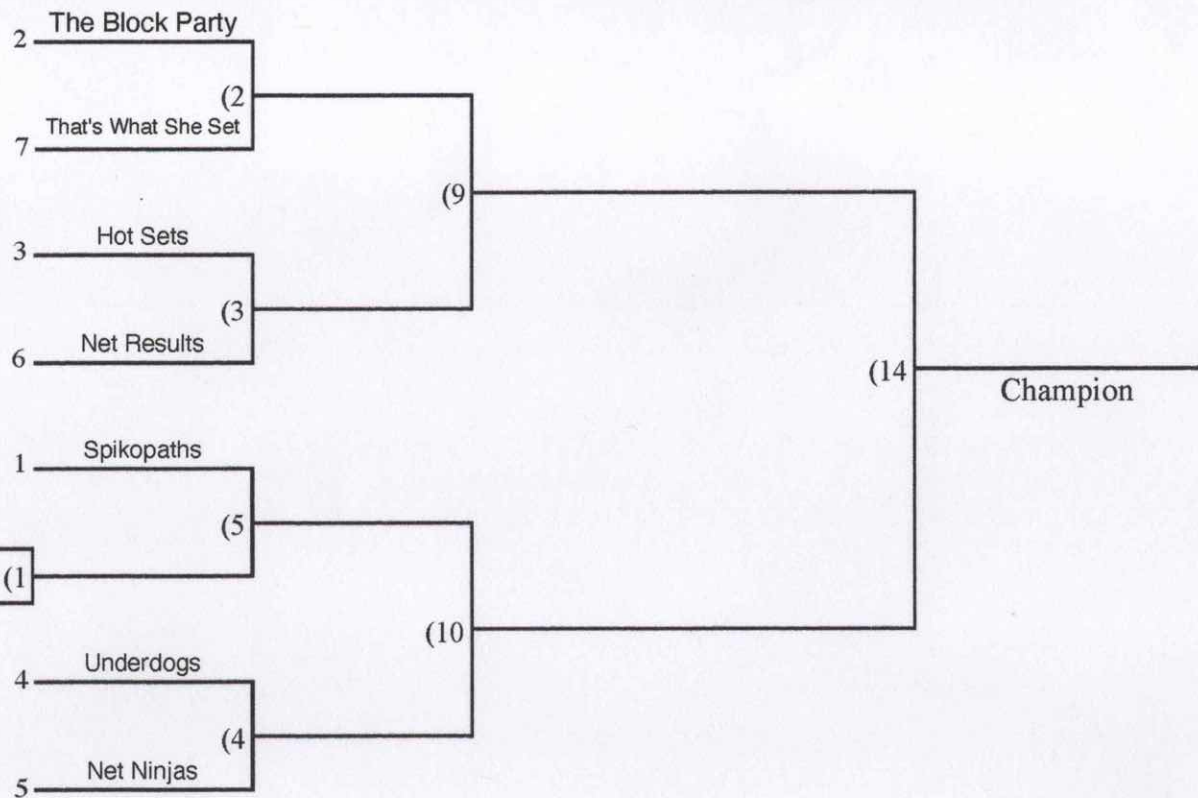 The Block Party
2
(2
That's What She Set
7
(9
Hot Sets
3
(3
Net Results
6
(14
Champion
Spikopaths
1
(5
(1
(10
Underdogs
4
(4
Net Ninjas
5